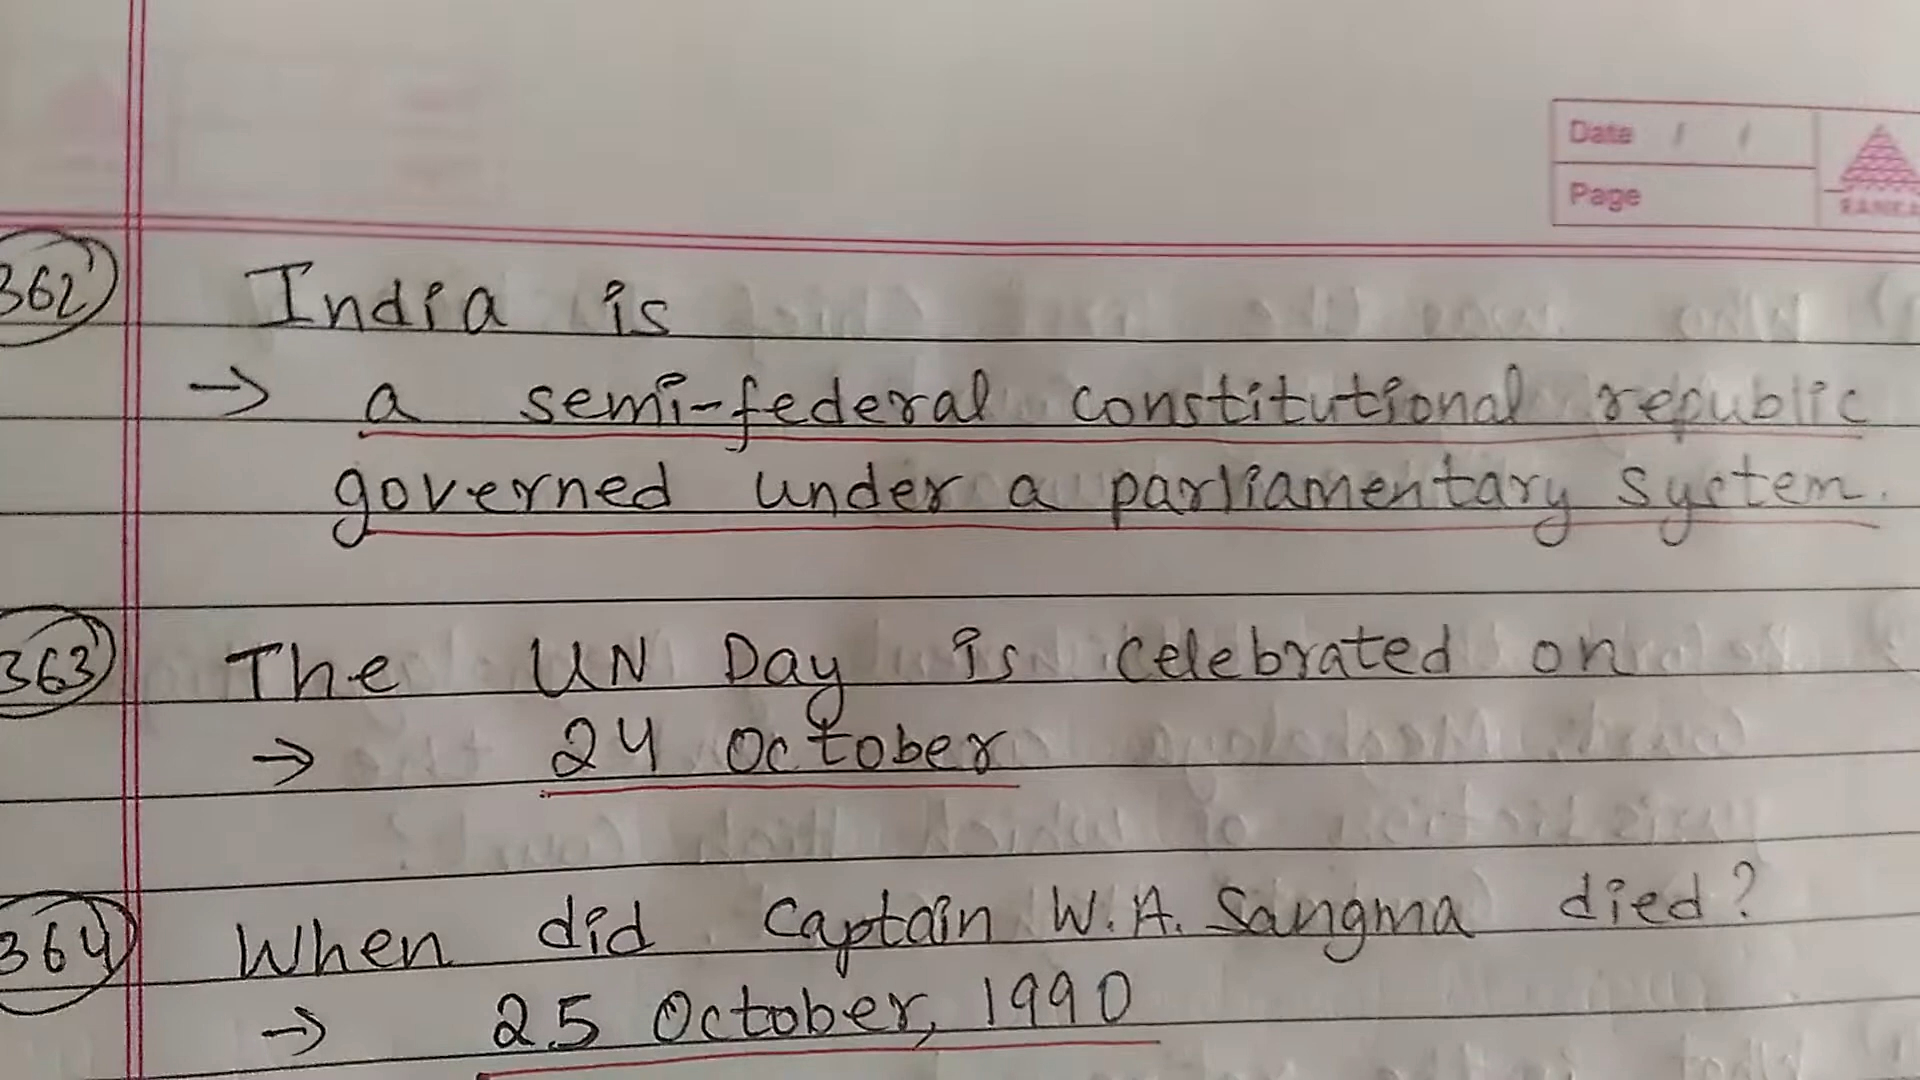 Date / /
Page
362) India is
→ a semi-federal constitutional republic
governed under a parliamentary system.
363) The UN Day is celebrated on
→ 24 October
364) When did Captain W.A. Sangma died?
→ 25 October, 1990